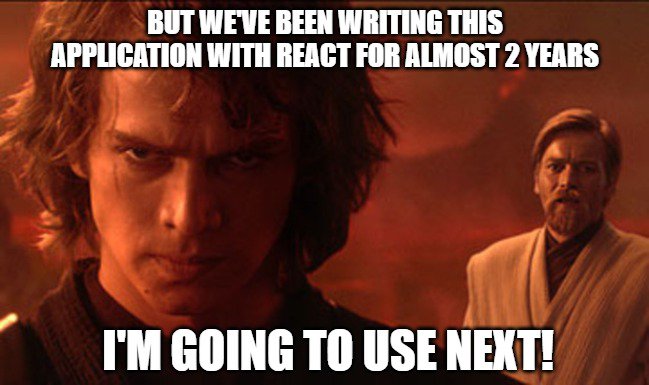 BUT WE'VE BEEN WRITING THIS
APPLICATION WITH REACT FOR ALMOST 2 YEARS
I'M GOING TO USE NEXT!